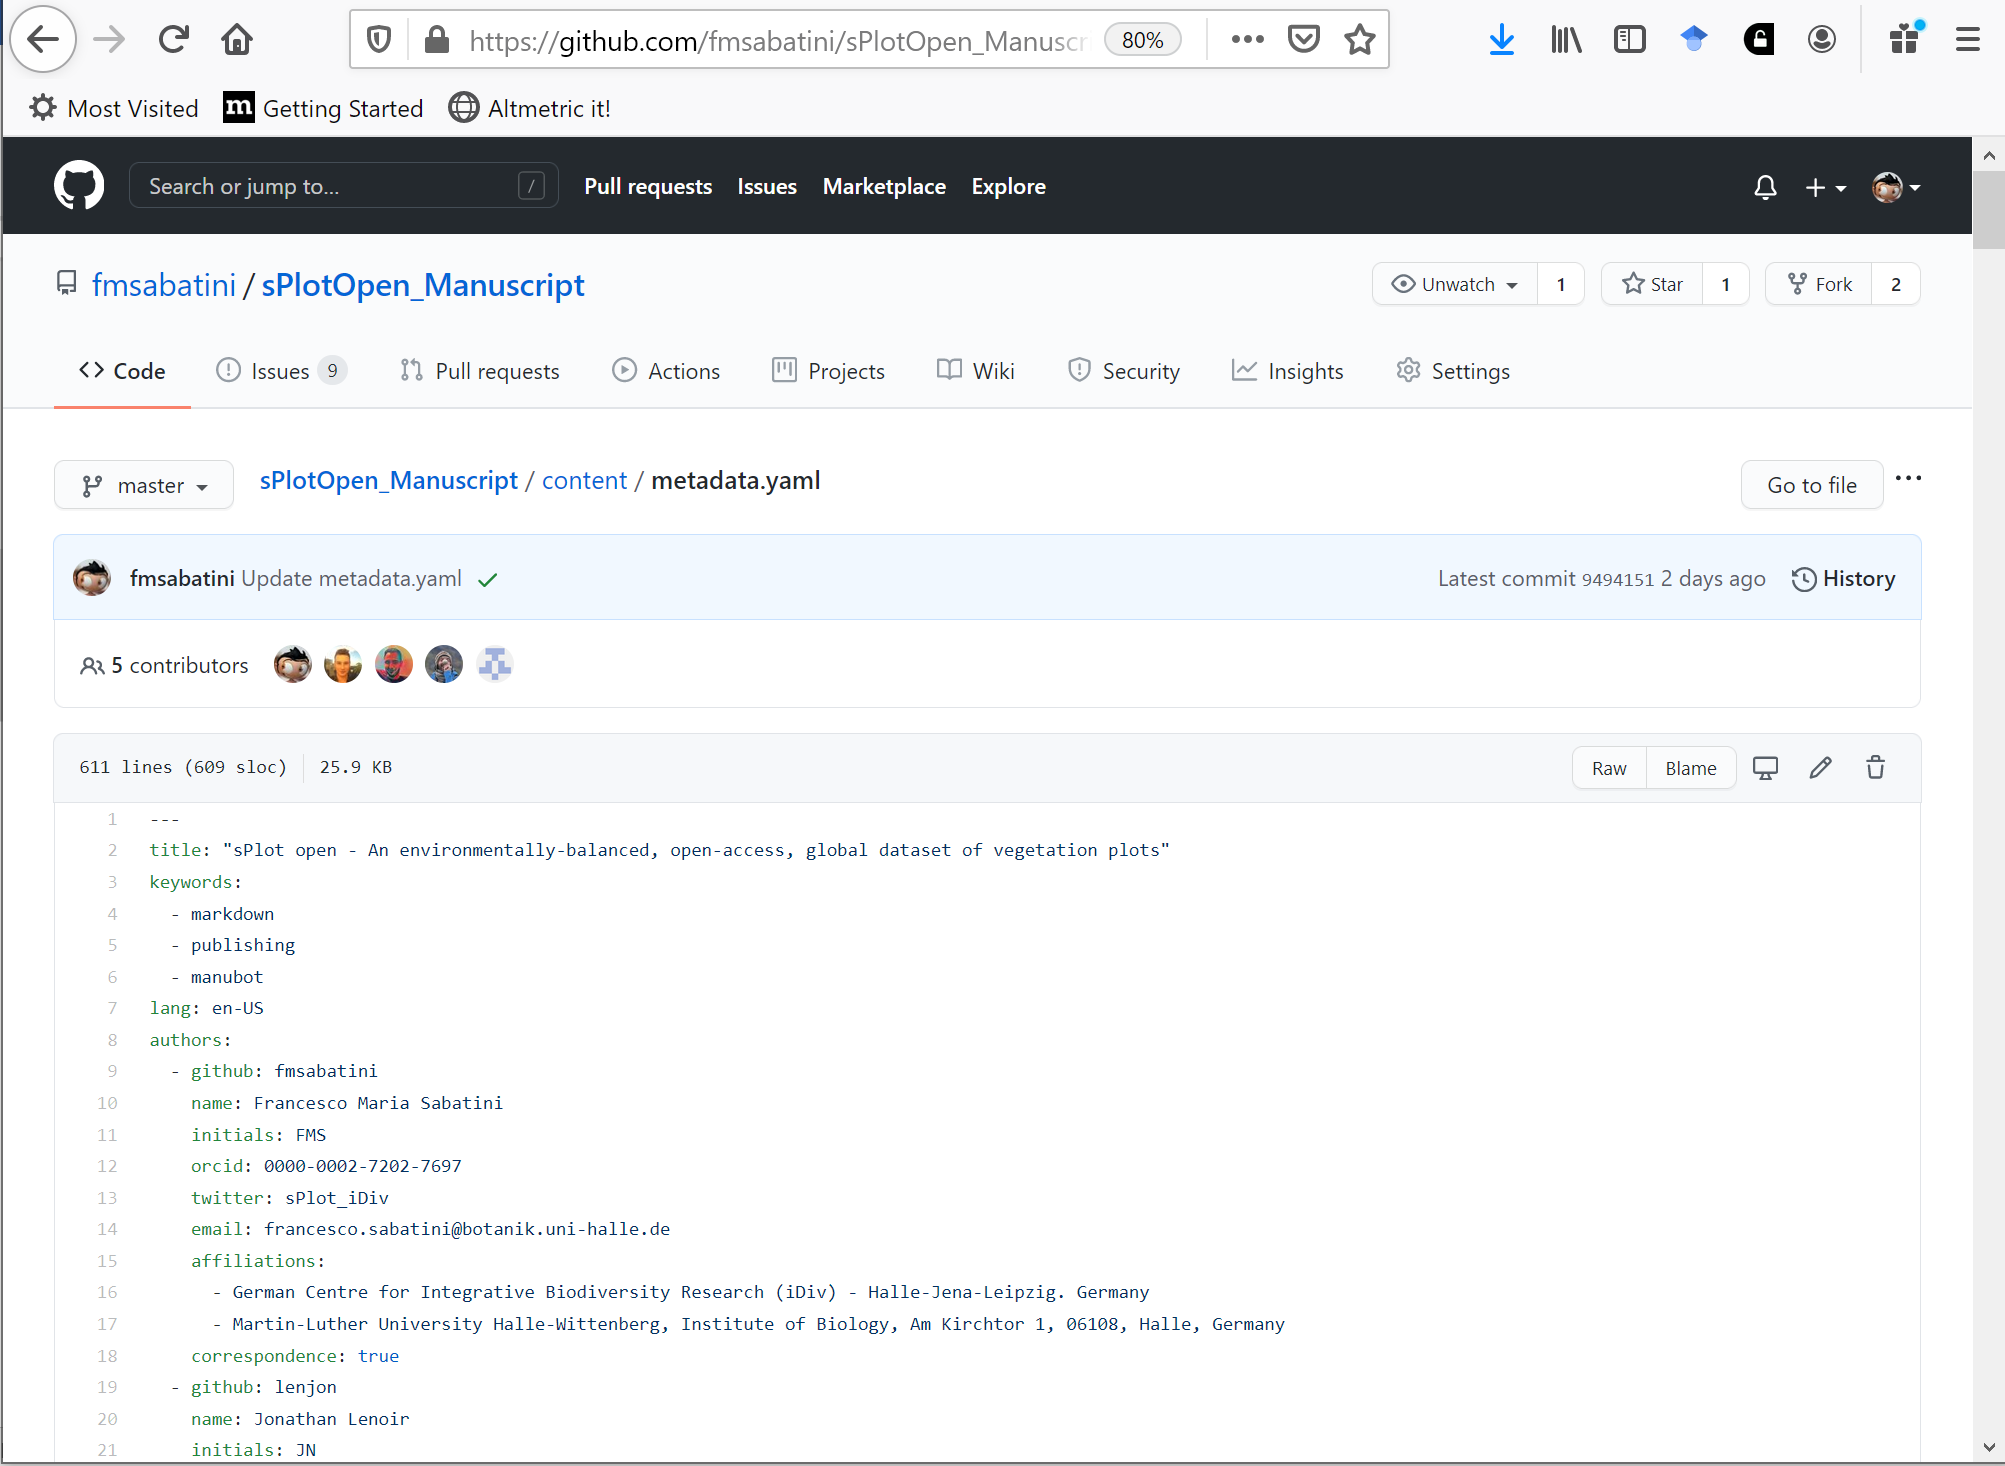 https://github.com/fmsabatini/sPlotOpen_Manuscr 80%
Most Visited Getting Started Altmetric it!
Search or jump to... / Pull requests Issues Marketplace Explore
fmsabatini / sPlotOpen_Manuscript Unwatch 1 Star 1 Fork 2
Code Issues 9 Pull requests Actions Projects Wiki Security Insights Settings
master sPlotOpen_Manuscript / content / metadata.yaml Go to file
fmsabatini Update metadata.yaml Latest commit 9494151 2 days ago History
5 contributors
611 lines (609 sloc) 25.9 KB Raw Blame
1 ---
2 title: "sPlot open - An environmentally-balanced, open-access, global dataset of vegetation plots"
3 keywords:
4 - markdown
5 - publishing
6 - manubot
7 lang: en-US
8 authors:
9 - github: fmsabatini
10 name: Francesco Maria Sabatini
11 initials: FMS
12 orcid: 0000-0002-7202-7697
13 twitter: sPlot_iDiv
14 email: francesco.sabatini@botanik.uni-halle.de
15 affiliations:
16 - German Centre for Integrative Biodiversity Research (iDiv) - Halle-Jena-Leipzig. Germany
17 - Martin-Luther University Halle-Wittenberg, Institute of Biology, Am Kirchtor 1, 06108, Halle, Germany
18 correspondence: true
19 - github: lenjon
20 name: Jonathan Lenoir
21 initials: JN